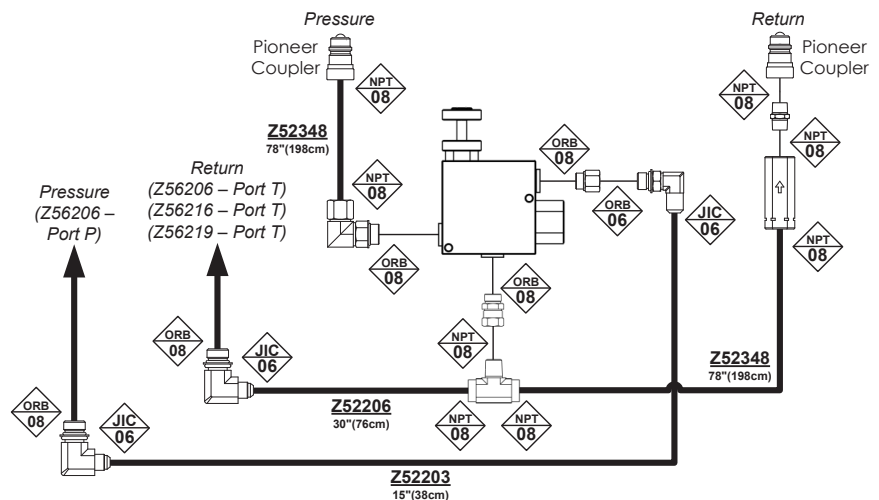 Pressure
Return
Pioneer
Coupler
Pioneer
Coupler
NPT
08
NPT
08
Z52348
78"(198cm)
NPT
08
ORB
08
NPT
08
Return
(Z56206 – Port T)
(Z56216 – Port T)
(Z56219 – Port T)
Pressure
(Z56206 –
Port P)
ORB
06
JIC
06
NPT
08
ORB
08
ORB
08
NPT
08
ORB
08
JIC
06
Z52348
78"(198cm)
Z52206
30"(76cm)
NPT
08
NPT
08
ORB
08
JIC
06
Z52203
15"(38cm)